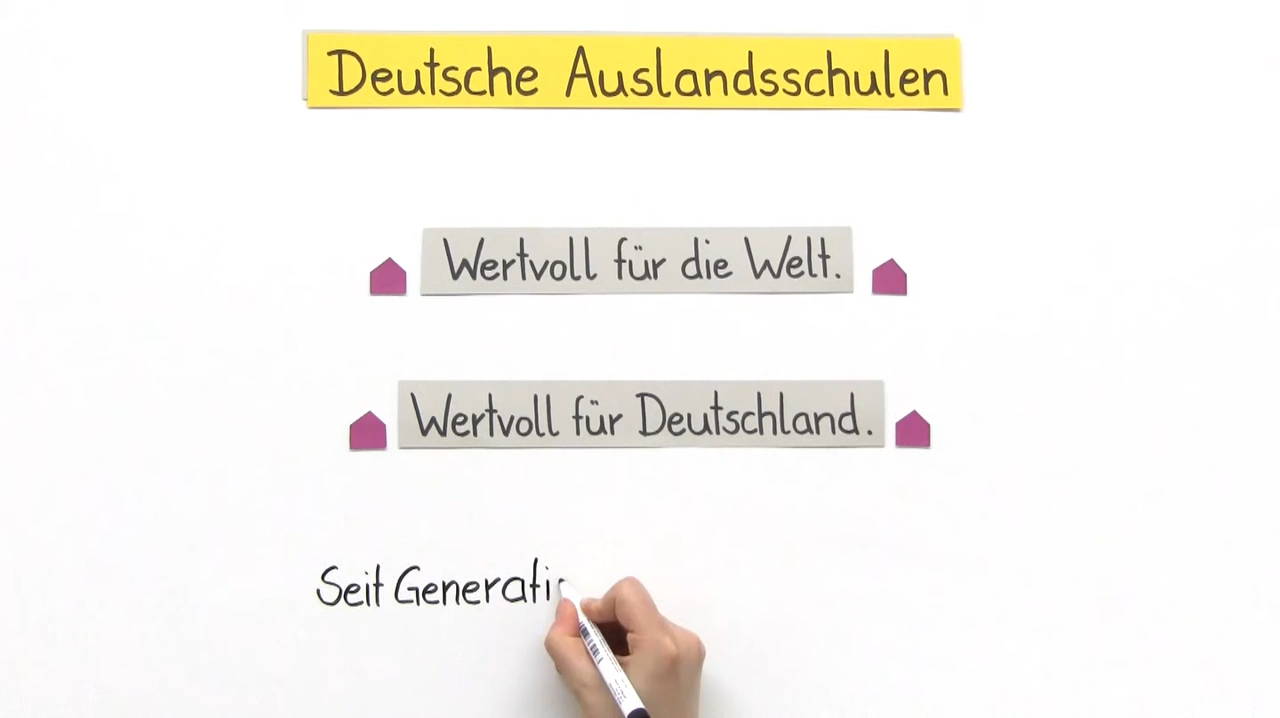 Deutsche Auslandsschulen
Wertvoll für die Welt.
Wertvoll für Deutschland.
Seit Generati